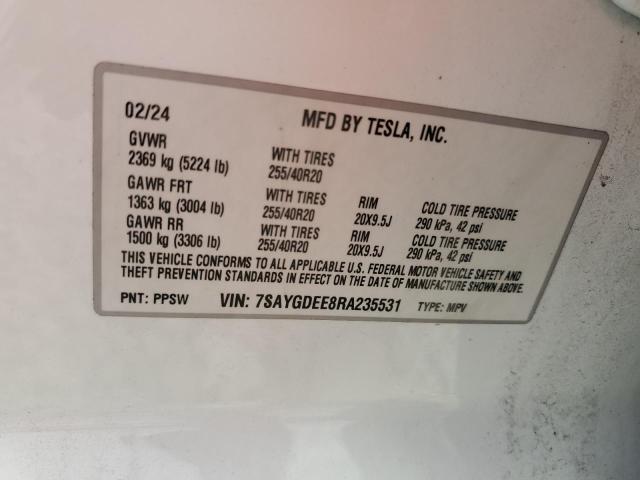 02/24 MFD BY TESLA, INC.
GVWR
2369 kg (5224 lb) WITH TIRES 255/40R20
GAWR FRT
1363 kg (3004 lb) WITH TIRES 255/40R20 RIM 20X9.5J COLD TIRE PRESSURE 290 kPa, 42 psi
GAWR RR
1500 kg (3306 lb) WITH TIRES 255/40R20 RIM 20X9.5J COLD TIRE PRESSURE 290 kPa, 42 psi
THIS VEHICLE CONFORMS TO ALL APPLICABLE U.S. FEDERAL MOTOR VEHICLE SAFETY AND
THEFT PREVENTION STANDARDS IN EFFECT ON THE DATE OF MANUFACTURE SHOWN ABOVE.
PNT: PPSW VIN: 7SAYGDEE8RA235531 TYPE: MPV